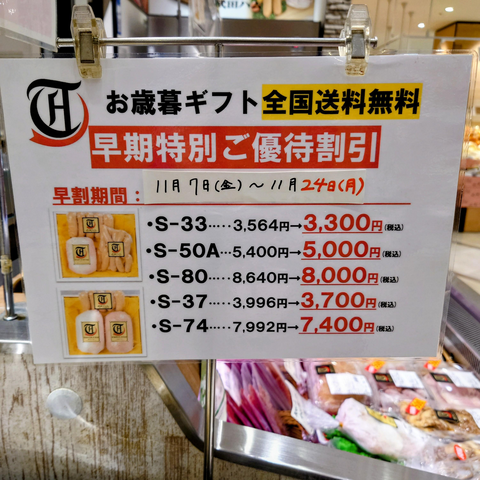 お歳暮ギフト全国送料無料
早期特別ご優待割引
早割期間：11月7日(金)～11月24日(月)
・S-33‥‥3,564円→3,300円(税込)
・S-50A‥5,400円→5,000円(税込)
・S-80‥‥8,640円→8,000円(税込)
・S-37‥‥3,996円→3,700円(税込)
・S-74‥‥7,992円→7,400円(税込)